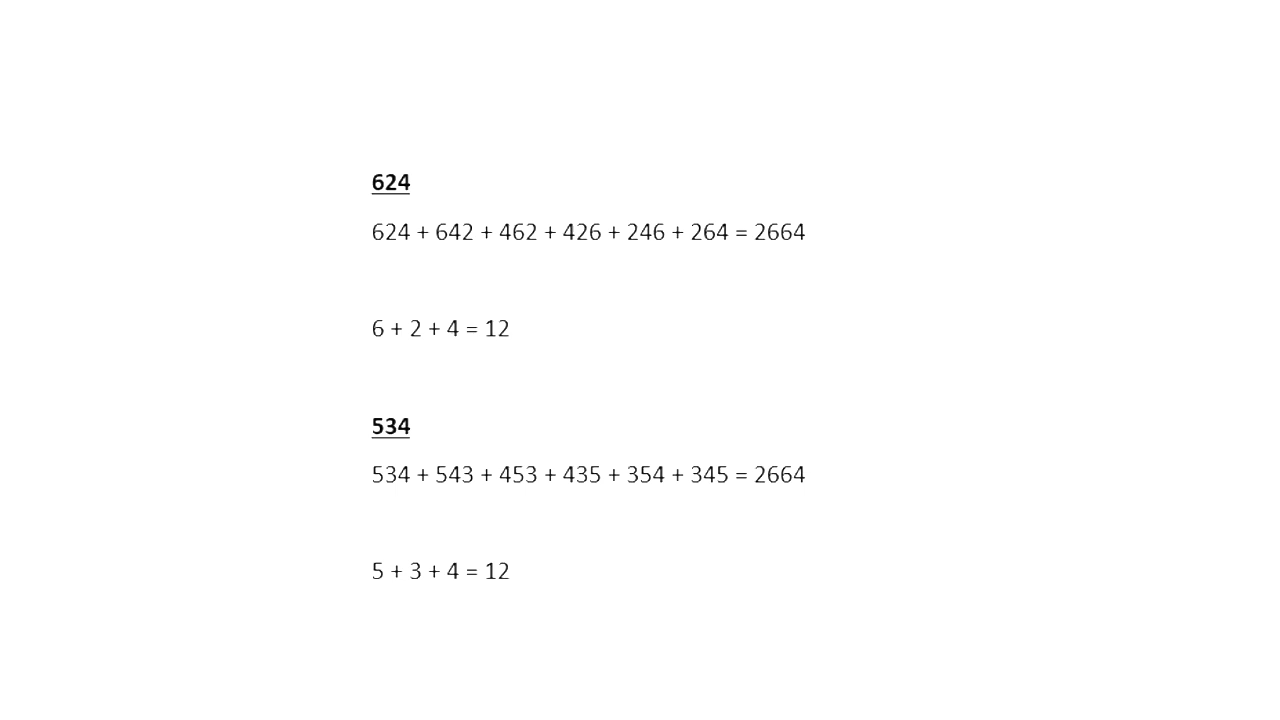 624
624 + 642 + 462 + 426 + 246 + 264 = 2664
6 + 2 + 4 = 12
534
534 + 543 + 453 + 435 + 354 + 345 = 2664
5 + 3 + 4 = 12